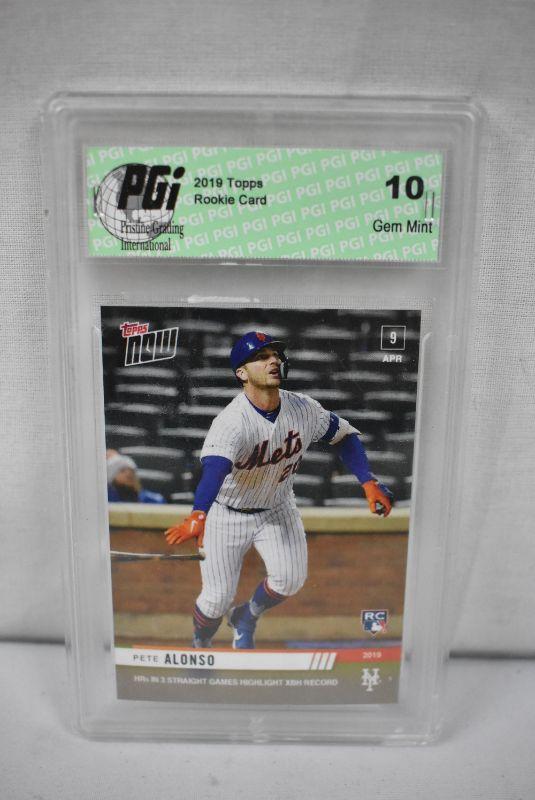 PGi
Pristine Grading
International
2019 Topps
Rookie Card
10
Gem Mint
Topps
NOW
9
APR
Mets
20
RC
PETE ALONSO
2019
HRs IN 3 STRAIGHT GAMES HIGHLIGHT XBH RECORD
NY